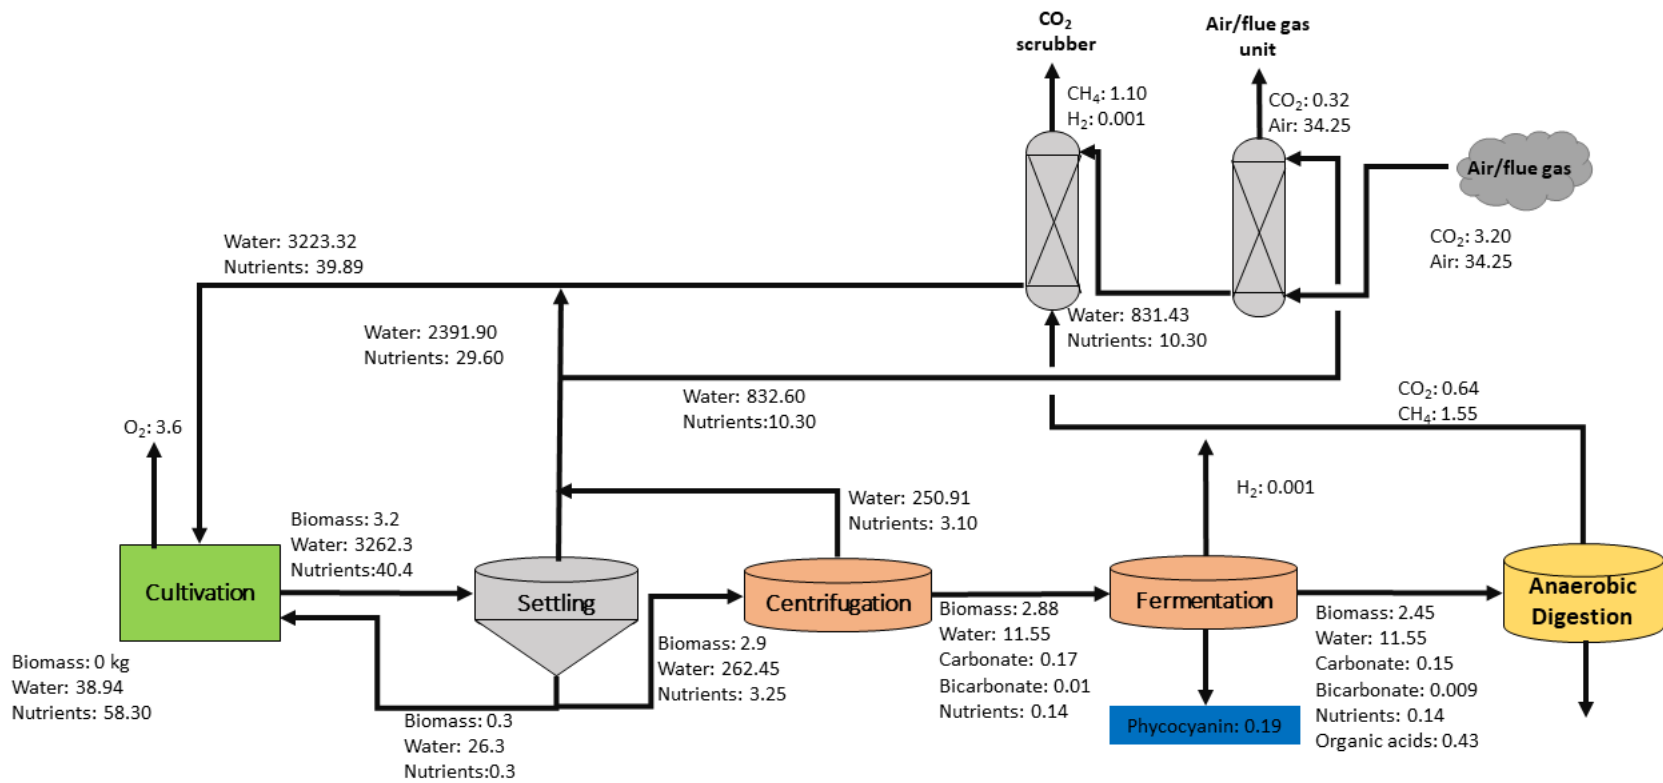 CO₂
scrubber
Air/flue gas
unit
CH₄: 1.10
H₂: 0.001
CO₂: 0.32
Air: 34.25
Air/flue gas
CO₂: 3.20
Air: 34.25
Water: 3223.32
Nutrients: 39.89
Water: 831.43
Nutrients: 10.30
Water: 2391.90
Nutrients: 29.60
Water: 832.60
Nutrients:10.30
CO₂: 0.64
CH₄: 1.55
O₂: 3.6
H₂: 0.001
Water: 250.91
Nutrients: 3.10
Biomass: 3.2
Water: 3262.3
Nutrients:40.4
Cultivation
Settling
Centrifugation
Fermentation
Anaerobic
Digestion
Biomass: 0 kg
Water: 38.94
Nutrients: 58.30
Biomass: 0.3
Water: 26.3
Nutrients:0.3
Biomass: 2.9
Water: 262.45
Nutrients: 3.25
Biomass: 2.88
Water: 11.55
Carbonate: 0.17
Bicarbonate: 0.01
Nutrients: 0.14
Phycocyanin: 0.19
Biomass: 2.45
Water: 11.55
Carbonate: 0.15
Bicarbonate: 0.009
Nutrients: 0.14
Organic acids: 0.43